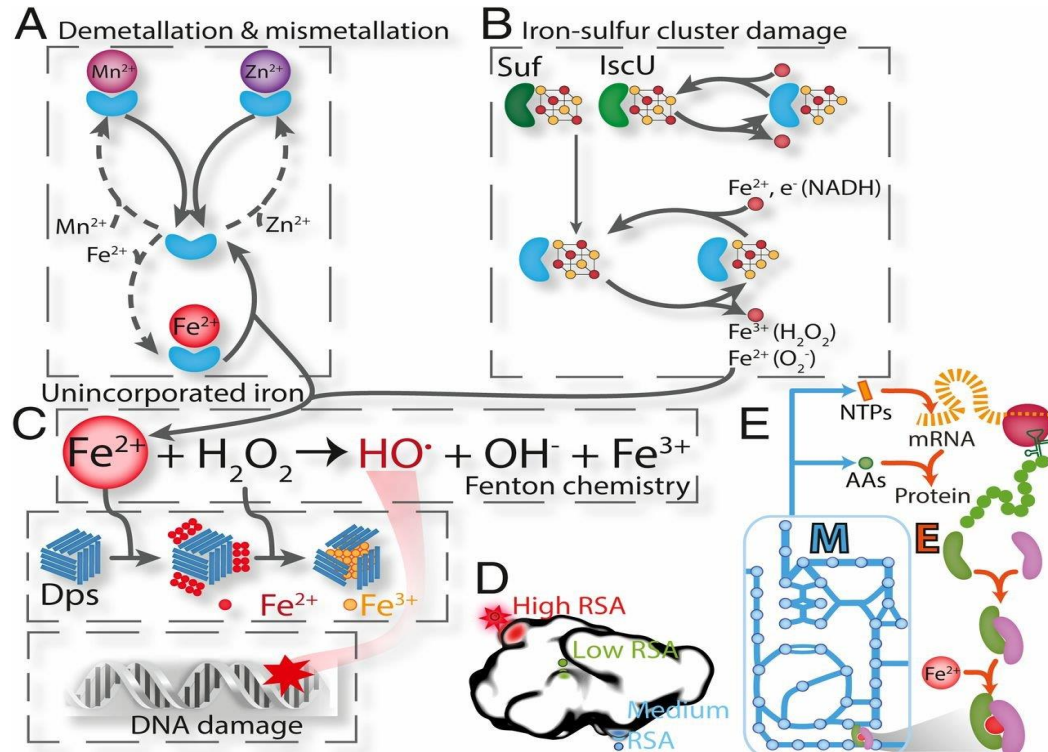 A Demetallation & mismetallation
Mn²⁺
Zn²⁺
Mn²⁺
Zn²⁺
Fe²⁺
Fe²⁺
Unincorporated iron
B Iron-sulfur cluster damage
Suf
IscU
Fe²⁺, e⁻ (NADH)
Fe³⁺ (H₂O₂)
Fe²⁺ (O₂⁻)
C
Fe²⁺ + H₂O₂ → HO· + OH⁻ + Fe³⁺
Fenton chemistry
Dps
Fe²⁺
Fe³⁺
DNA damage
D
High RSA
Low RSA
Medium
RSA
E
NTPs
mRNA
AAs
Protein
M
E
Fe²⁺